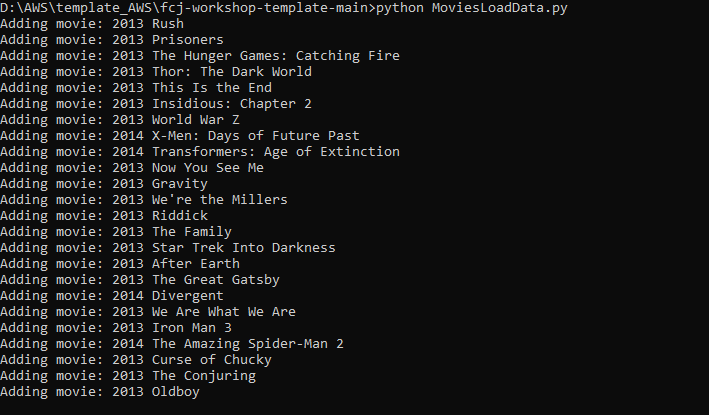 D:\AWS\template_AWS\fcj-workshop-template-main>python MoviesLoadData.py
Adding movie: 2013 Rush
Adding movie: 2013 Prisoners
Adding movie: 2013 The Hunger Games: Catching Fire
Adding movie: 2013 Thor: The Dark World
Adding movie: 2013 This Is the End
Adding movie: 2013 Insidious: Chapter 2
Adding movie: 2013 World War Z
Adding movie: 2014 X-Men: Days of Future Past
Adding movie: 2014 Transformers: Age of Extinction
Adding movie: 2013 Now You See Me
Adding movie: 2013 Gravity
Adding movie: 2013 We're the Millers
Adding movie: 2013 Riddick
Adding movie: 2013 The Family
Adding movie: 2013 Star Trek Into Darkness
Adding movie: 2013 After Earth
Adding movie: 2013 The Great Gatsby
Adding movie: 2014 Divergent
Adding movie: 2013 We Are What We Are
Adding movie: 2013 Iron Man 3
Adding movie: 2014 The Amazing Spider-Man 2
Adding movie: 2013 Curse of Chucky
Adding movie: 2013 The Conjuring
Adding movie: 2013 Oldboy